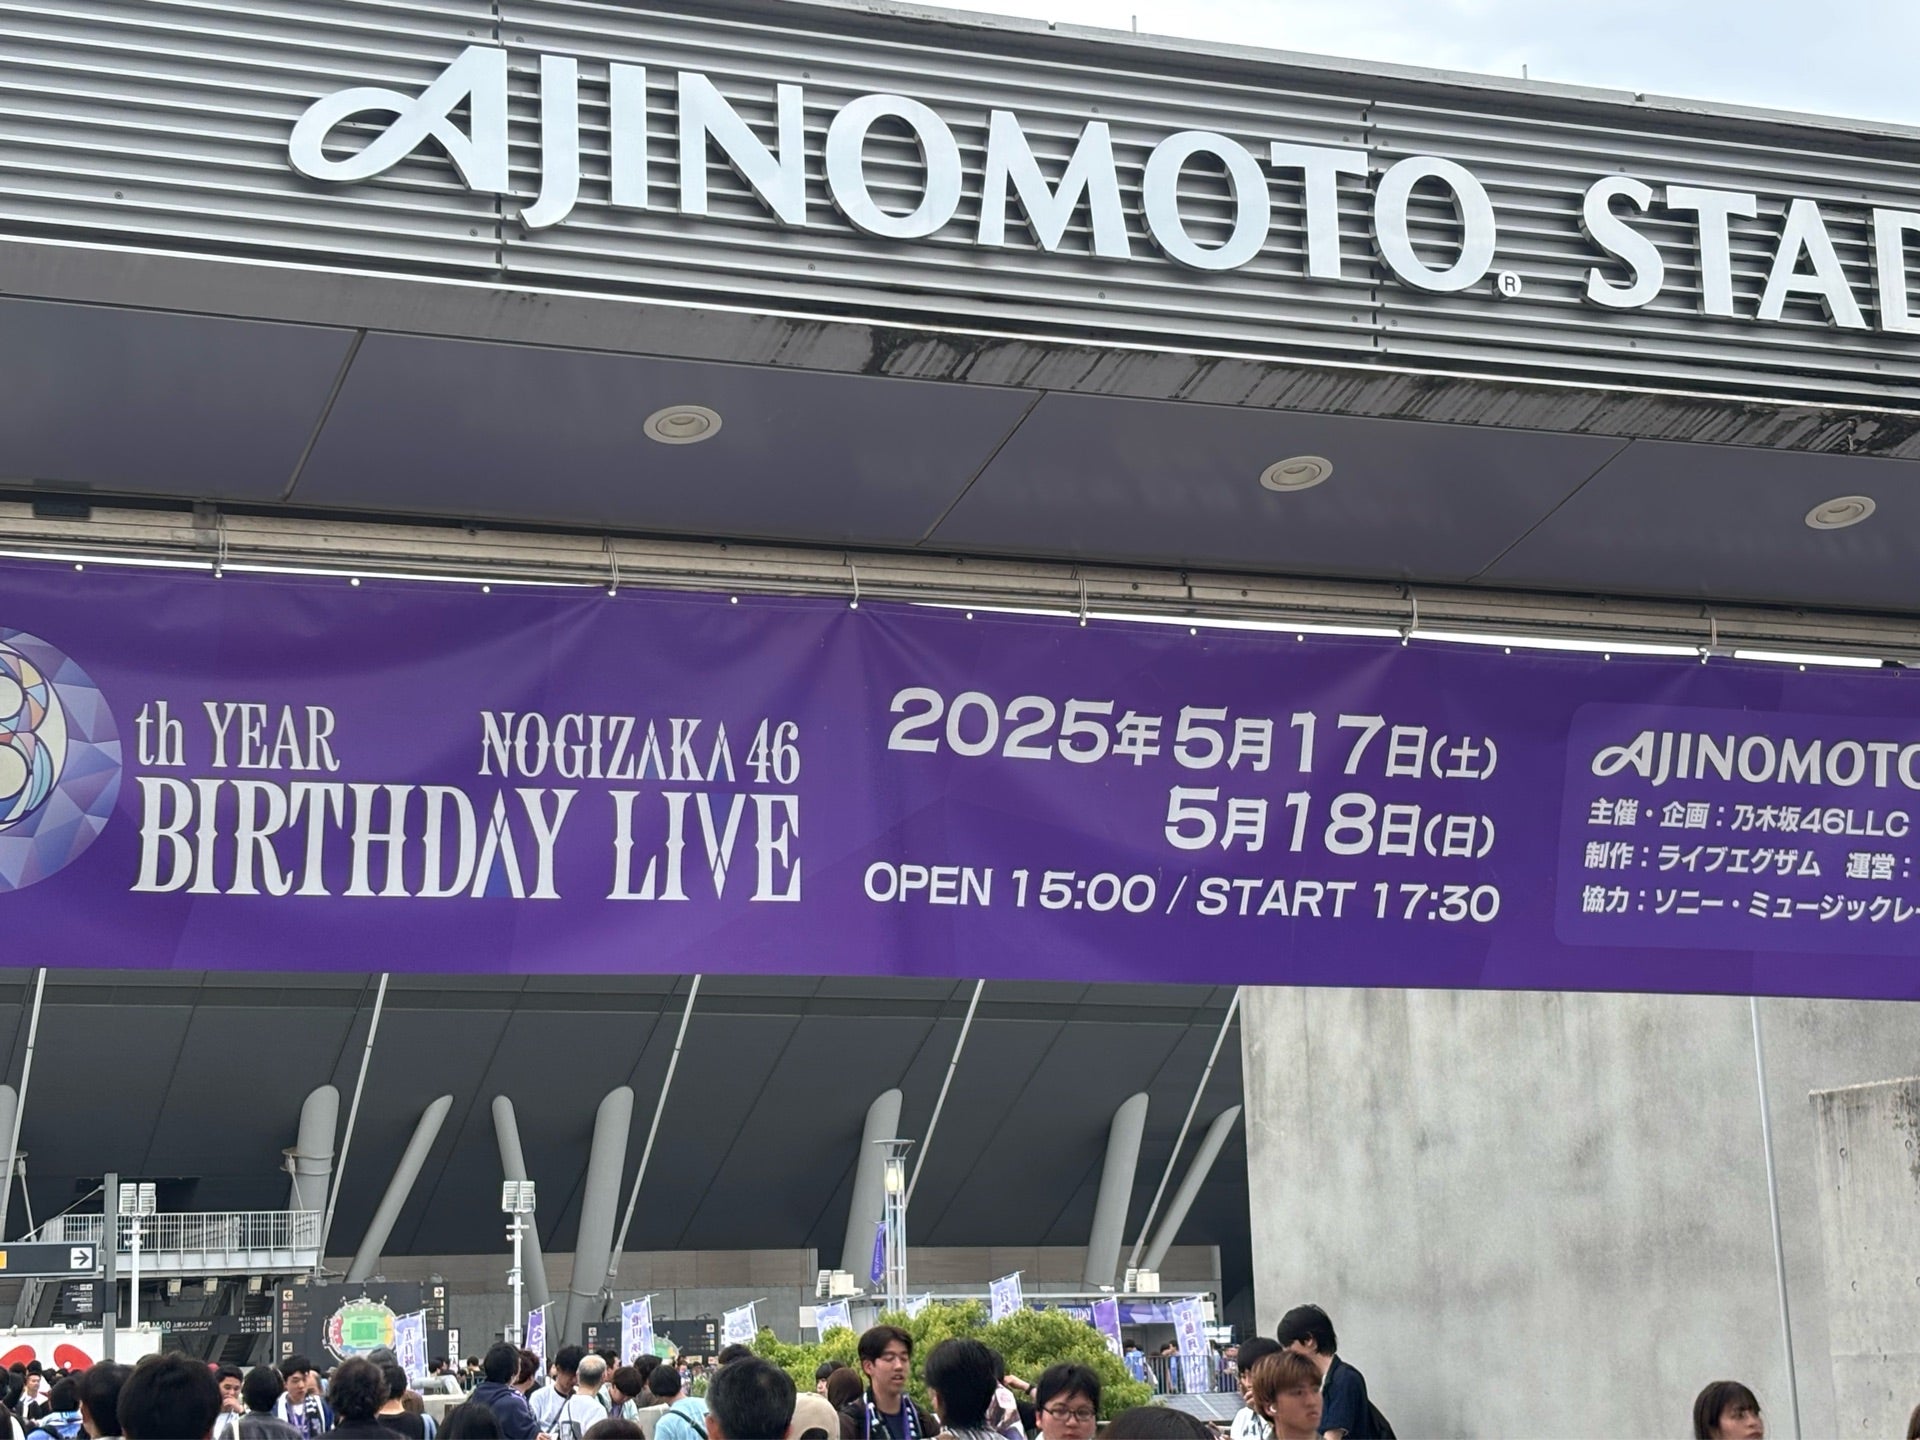 AJINOMOTO® STAD
th YEAR
NOGIZAKA 46
BIRTHDAY LIVE
2025年5月17日(土)
5月18日(日)
OPEN 15:00 / START 17:30
AJINOMOTO
主催・企画：乃木坂46LLC
制作：ライブエグザム 運営：
協力：ソニー・ミュージックレー